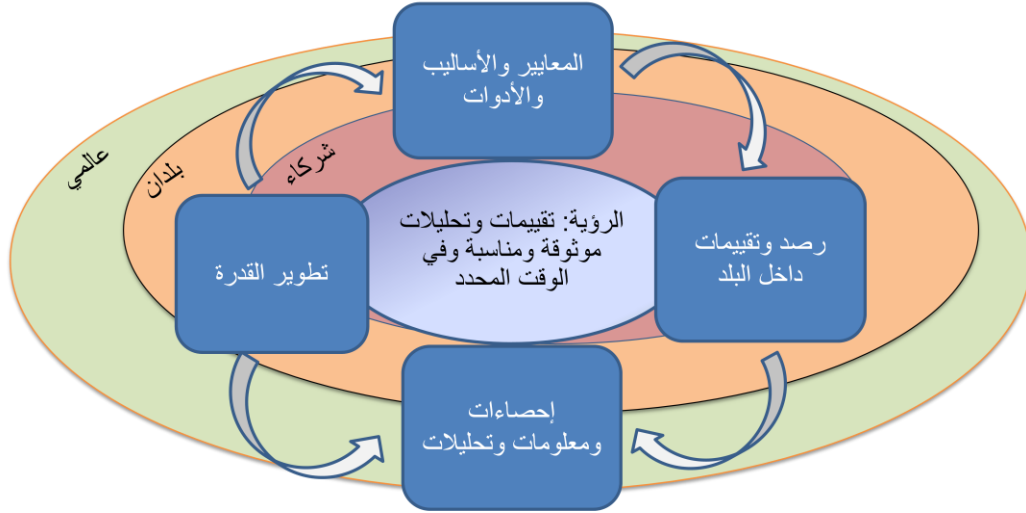 المعايير والأساليب
والأدوات
عالمي
بلدان
شركاء
الرؤية: تقييمات وتحليلات
موثوقة ومناسبة وفي
الوقت المحدد
رصد وتقييمات
داخل البلد
تطوير القدرة
إحصاءات
ومعلومات وتحليلات